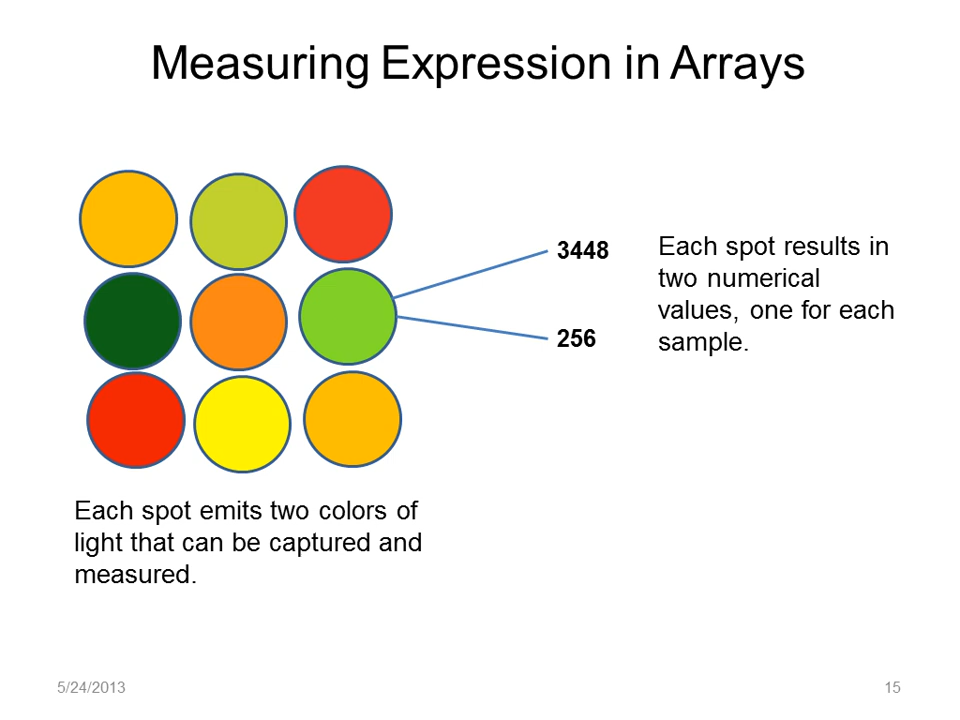 Measuring Expression in Arrays
3448
256
Each spot results in
two numerical
values, one for each
sample.
Each spot emits two colors of
light that can be captured and
measured.
5/24/2013
15